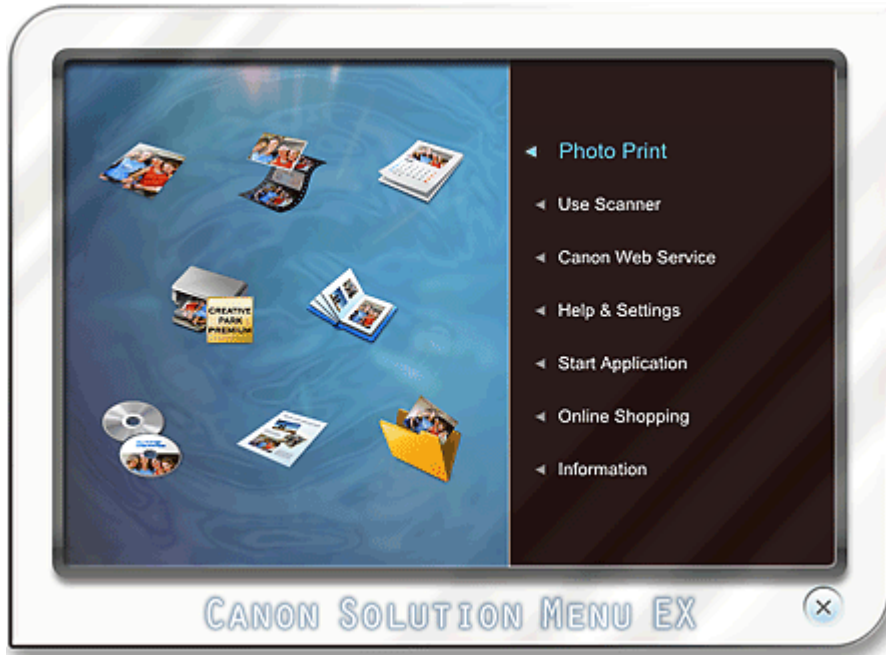 Photo Print
Use Scanner
Canon Web Service
Help & Settings
Start Application
Online Shopping
Information
CREATIVE
PARK
PREMIUM
CANON SOLUTION MENU EX